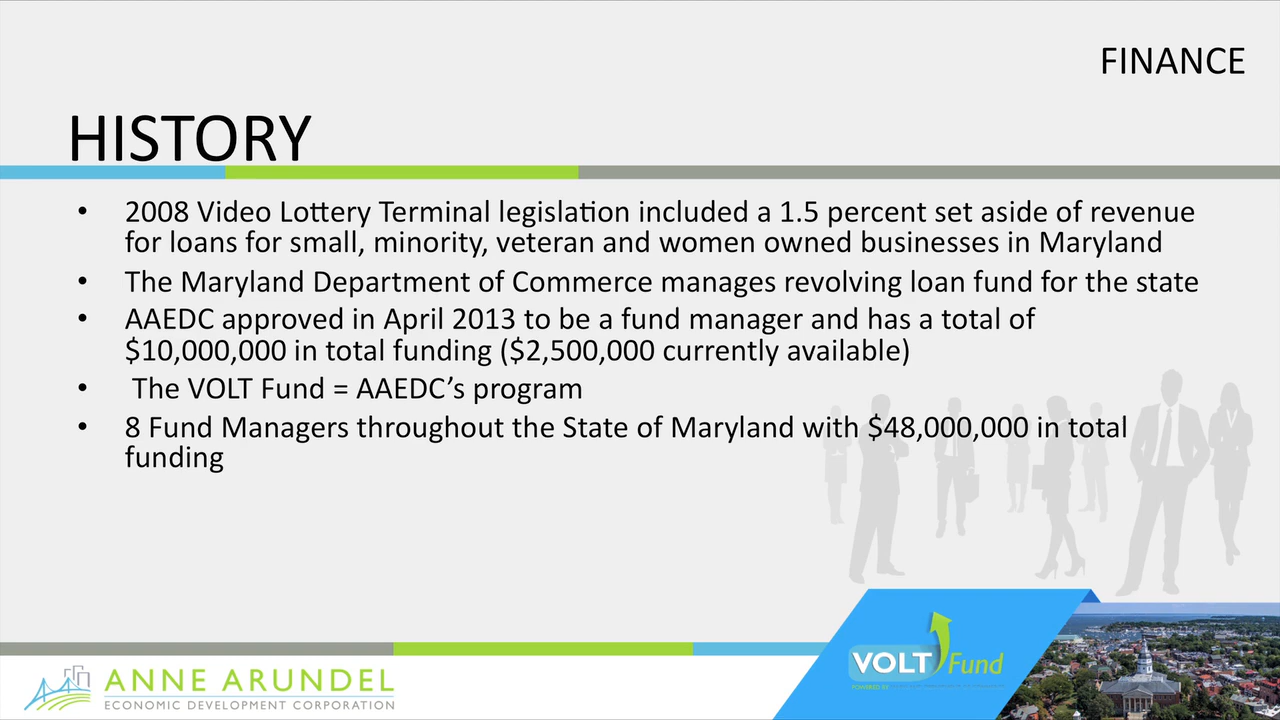 FINANCE
HISTORY
• 2008 Video Lottery Terminal legislation included a 1.5 percent set aside of revenue
for loans for small, minority, veteran and women owned businesses in Maryland
• The Maryland Department of Commerce manages revolving loan fund for the state
• AAEDC approved in April 2013 to be a fund manager and has a total of
$10,000,000 in total funding ($2,500,000 currently available)
• The VOLT Fund = AAEDC’s program
• 8 Fund Managers throughout the State of Maryland with $48,000,000 in total
funding
VOLT Fund
POWERED BY
ANNE ARUNDEL
ECONOMIC DEVELOPMENT CORPORATION